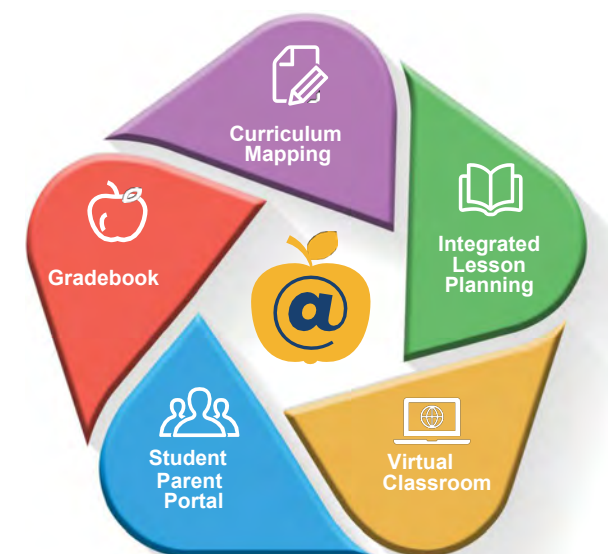 Curriculum
Mapping
Integrated
Lesson
Planning
Gradebook
@
Student
Parent
Portal
Virtual
Classroom